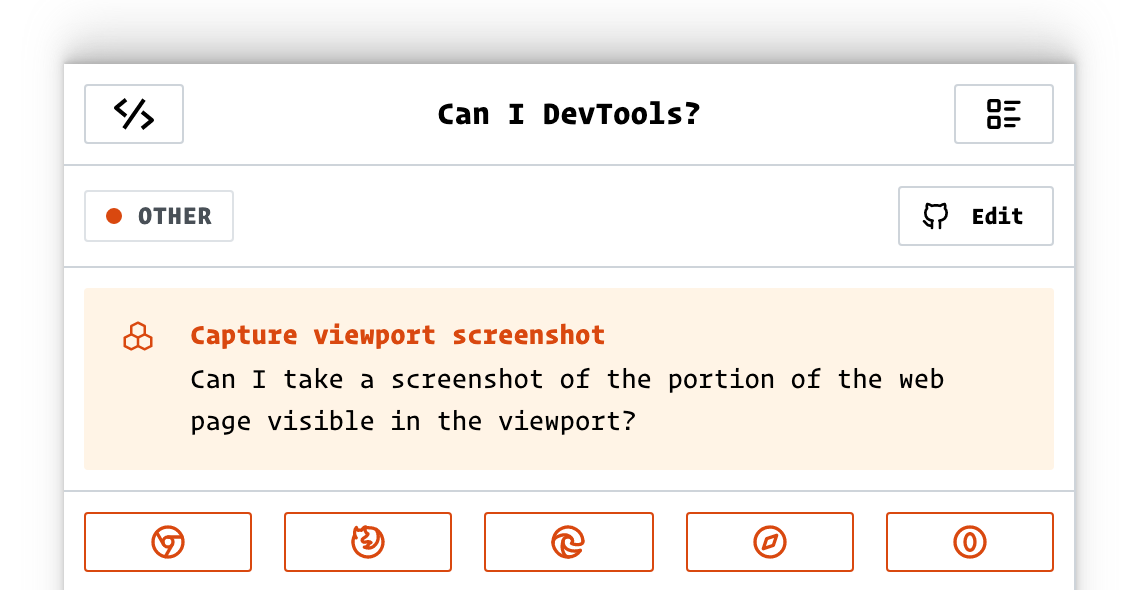 Can I DevTools?
OTHER
Edit
Capture viewport screenshot
Can I take a screenshot of the portion of the web
page visible in the viewport?